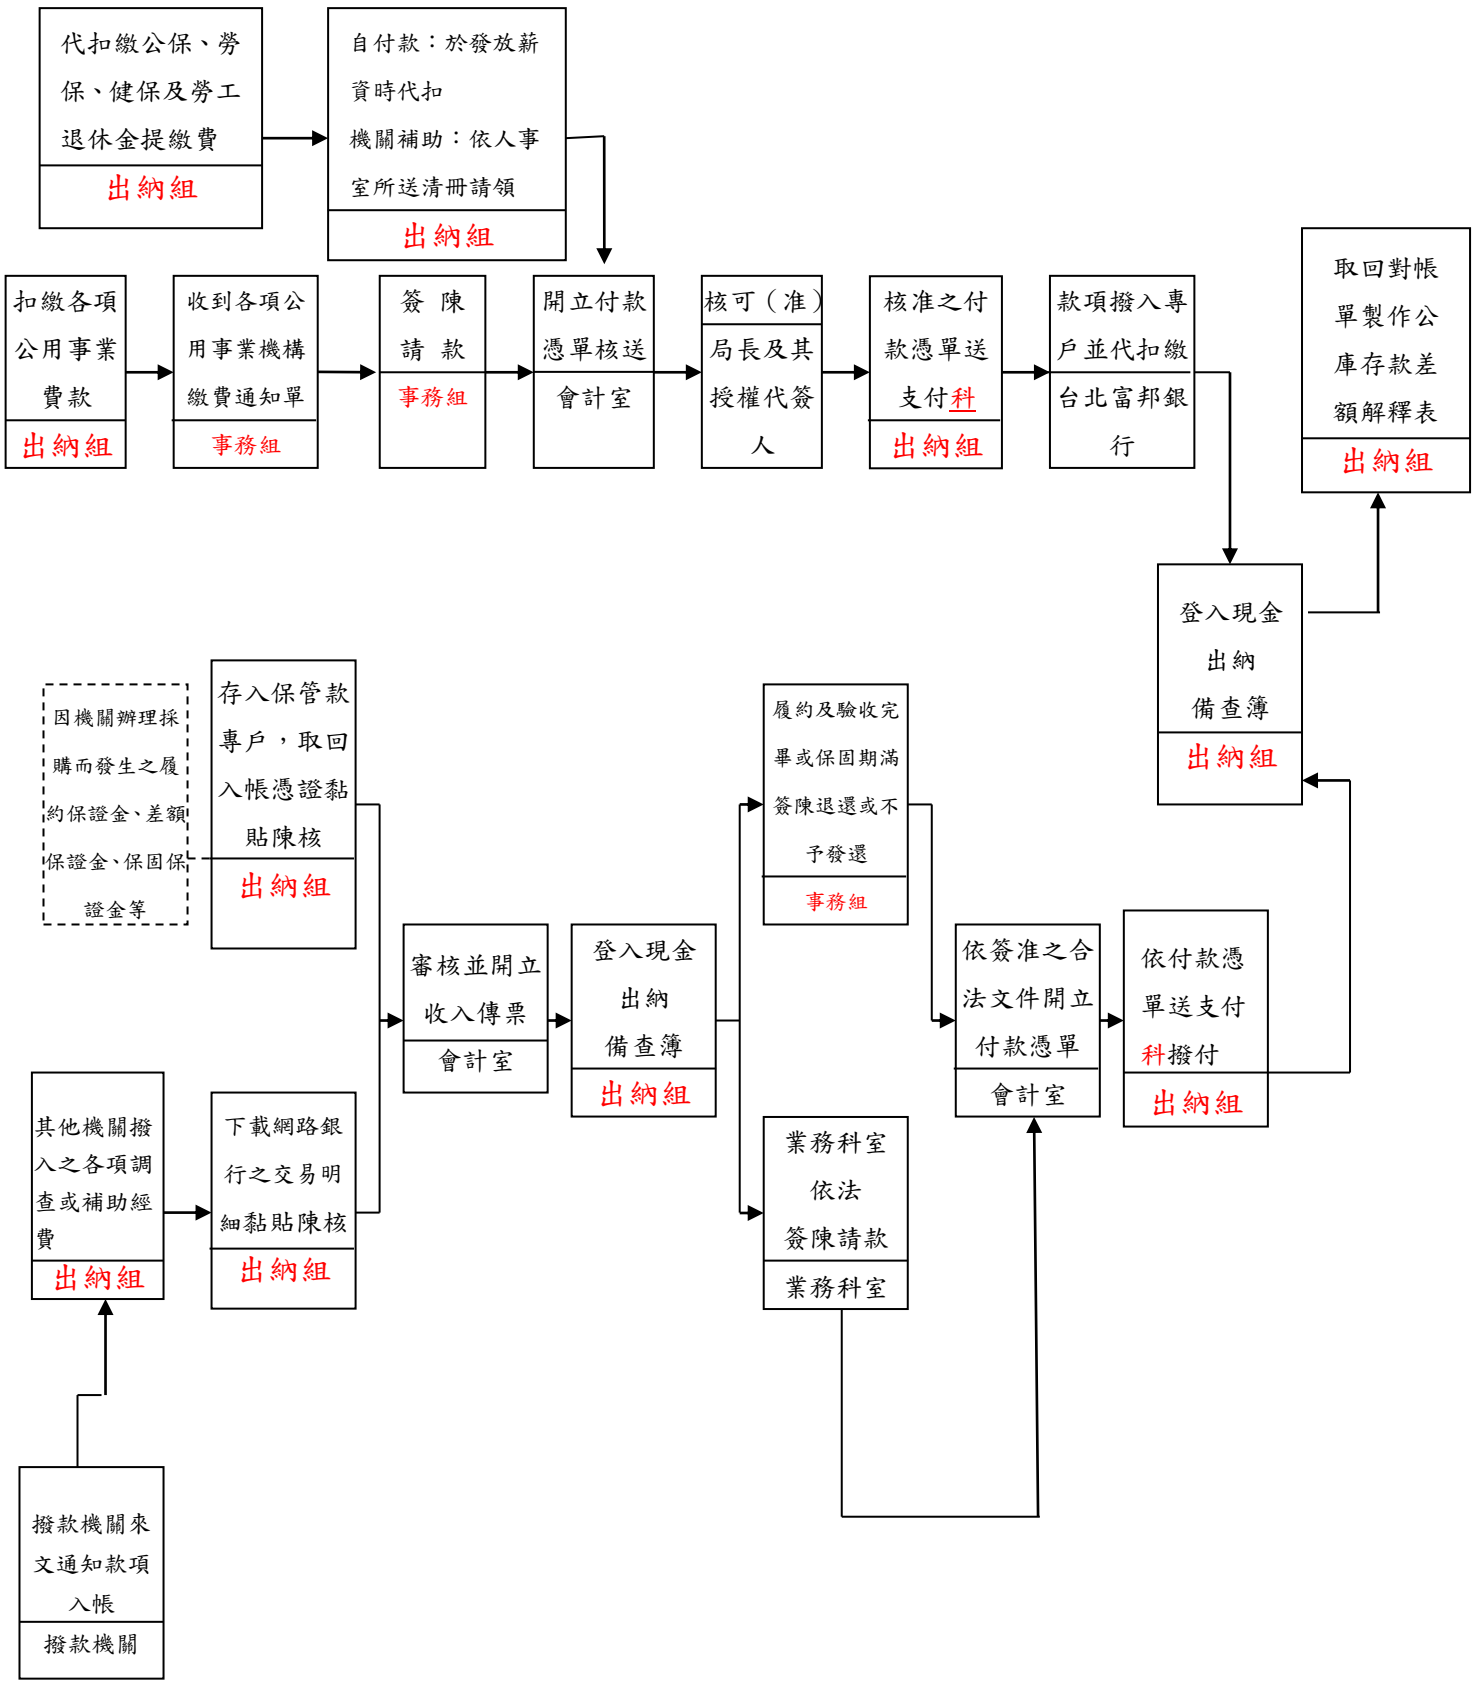 代扣繳公保、勞
保、健保及勞工
退休金提繳費
出納組
自付款：於發放薪
資時代扣
機關補助：依人事
室所送清冊請領
出納組
扣繳各項
公用事業
費款
出納組
收到各項公
用事業機構
繳費通知單
事務組
簽 陳
請 款
事務組
開立付款
憑單核送
會計室
核可（准）
局長及其
授權代簽
人
核准之付
款憑單送
支付科
出納組
款項撥入專
戶並代扣繳
台北富邦銀
行
取回對帳
單製作公
庫存款差
額解釋表
出納組
登入現金
出納
備查簿
出納組
因機關辦理採
購而發生之履
約保證金、差額
保證金、保固保
證金等
存入保管款
專戶，取回
入帳憑證黏
貼陳核
出納組
審核並開立
收入傳票
會計室
登入現金
出納
備查簿
出納組
履約及驗收完
畢或保固期滿
簽陳退還或不
予發還
事務組
依簽准之合
法文件開立
付款憑單
會計室
依付款憑
單送支付
科撥付
出納組
其他機關撥
入之各項調
查或補助經
費
出納組
下載網路銀
行之交易明
細黏貼陳核
出納組
業務科室
依法
簽陳請款
業務科室
撥款機關來
文通知款項
入帳
撥款機關